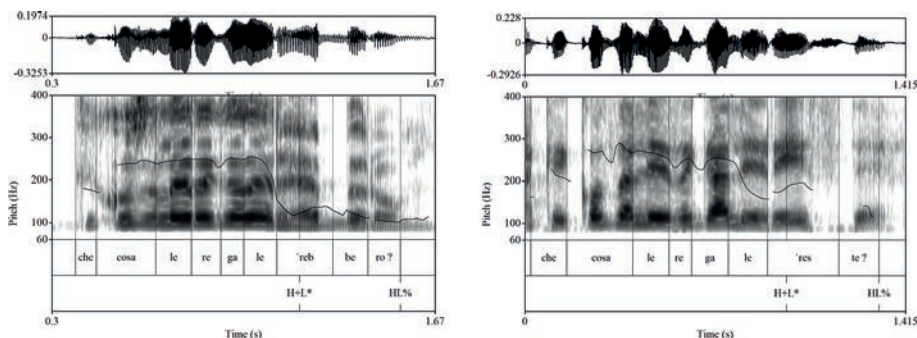 0.1974
0
-0.3253
0.3 1.67
Time (s)
400
300
200
100
60
Pitch (Hz)
che cosa le re ga le 'reb be ro ?
H+L* HL%
0.3 1.67
Time (s)
0.228
0
-0.2926
0 1.415
Time (s)
400
300
200
100
60
Pitch (Hz)
che cosa le re ga le 'res te ?
H+L* HL%
0 1.415
Time (s)